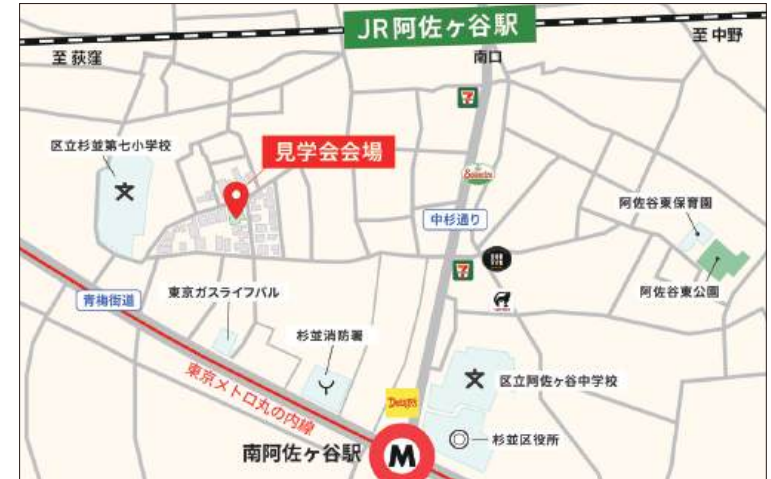 JR阿佐ヶ谷駅
至 荻窪
南口
至 中野
7
区立杉並第七小学校
見学会会場
阿佐谷東保育園
中杉通り
7
阿佐谷東公園
青梅街道
東京ガスライフバル
杉並消防署
東京メトロ丸の内線
区立阿佐ケ谷中学校
Denny's
杉並区役所
南阿佐ヶ谷駅
M